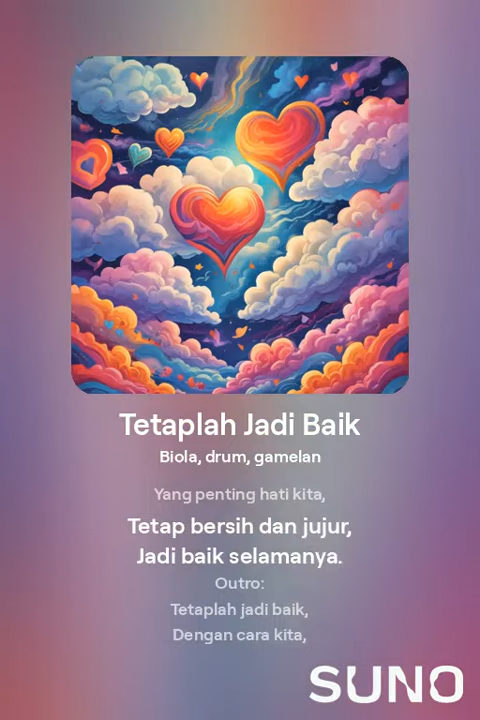 Tetaplah Jadi Baik
Biola, drum, gamelan
Yang penting hati kita,
Tetap bersih dan jujur,
Jadi baik selamanya.
Outro:
Tetaplah jadi baik,
Dengan cara kita,
SUNO